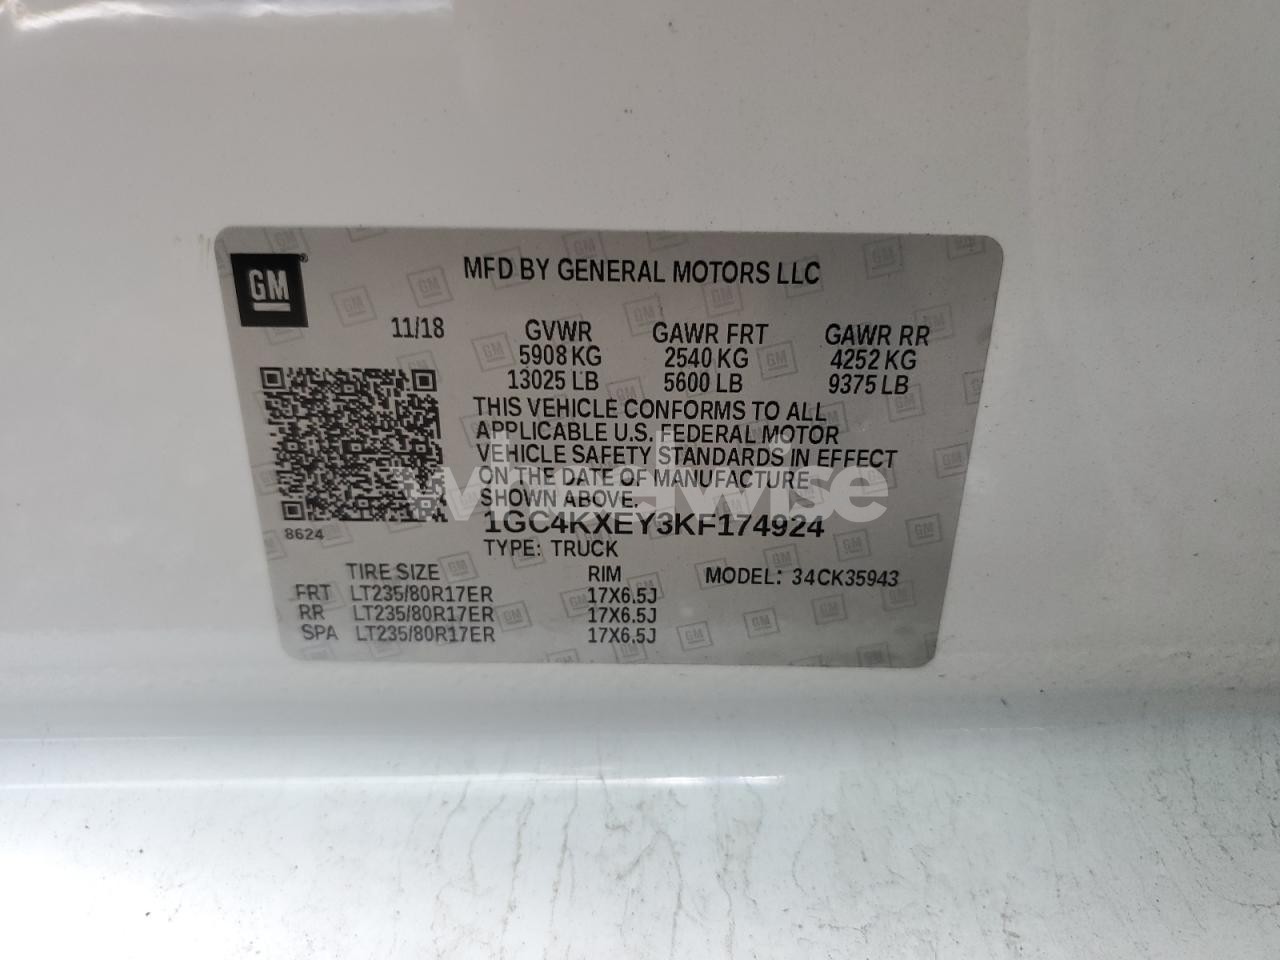 GM
MFD BY GENERAL MOTORS LLC
11/18 GVWR GAWR FRT GAWR RR
5908 KG 2540 KG 4252 KG
13025 LB 5600 LB 9375 LB
THIS VEHICLE CONFORMS TO ALL
APPLICABLE U.S. FEDERAL MOTOR
VEHICLE SAFETY STANDARDS IN EFFECT
ON THE DATE OF MANUFACTURE
SHOWN ABOVE.
8624
1GC4KXEY3KF174924
TYPE: TRUCK
TIRE SIZE RIM MODEL: 34CK35943
FRT LT235/80R17ER 17X6.5J
RR LT235/80R17ER 17X6.5J
SPA LT235/80R17ER 17X6.5J